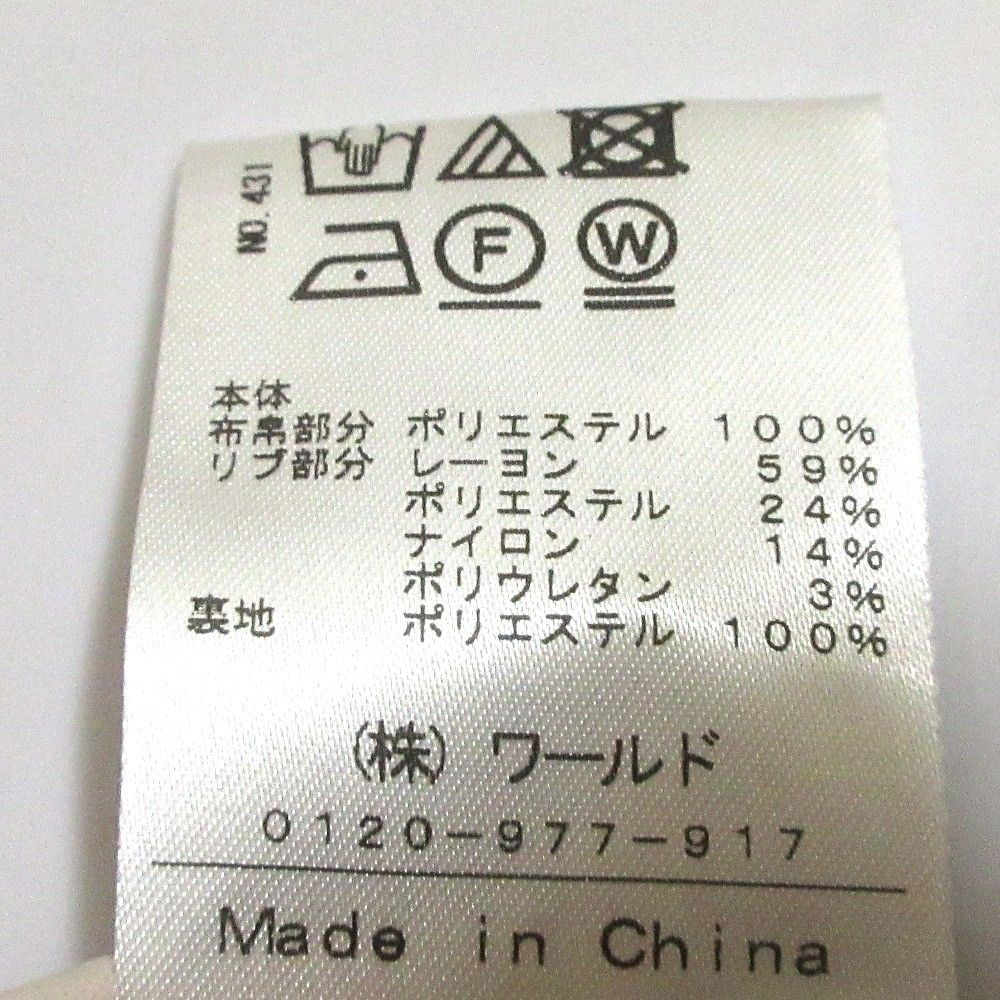 NO.431
F W
本体
布帛部分 ポリエステル 100%
リブ部分 レーヨン 59%
ポリエステル 24%
ナイロン 14%
ポリウレタン 3%
裏地 ポリエステル 100%
(株)ワールド
0120-977-917
Made in China